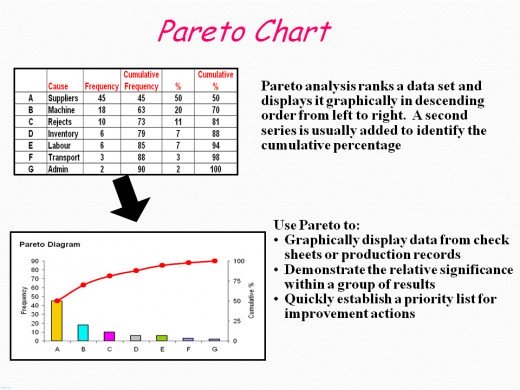 Pareto Chart
Cause Frequency Cumulative Frequency % Cumulative %
A Suppliers 45 45 50 50
B Machine 18 63 20 70
C Rejects 10 73 11 81
D Inventory 6 79 7 88
E Labour 6 85 7 94
F Transport 3 88 3 98
G Admin 2 90 2 100
Pareto analysis ranks a data set and
displays it graphically in descending
order from left to right. A second
series is usually added to identify the
cumulative percentage
Pareto Diagram
Frequency
90
80
70
60
50
40
30
20
10
0
A B C D E F G
100
75
50
25
0
Cumulative %
Use Pareto to:
• Graphically display data from check
sheets or production records
• Demonstrate the relative significance
within a group of results
• Quickly establish a priority list for
improvement actions